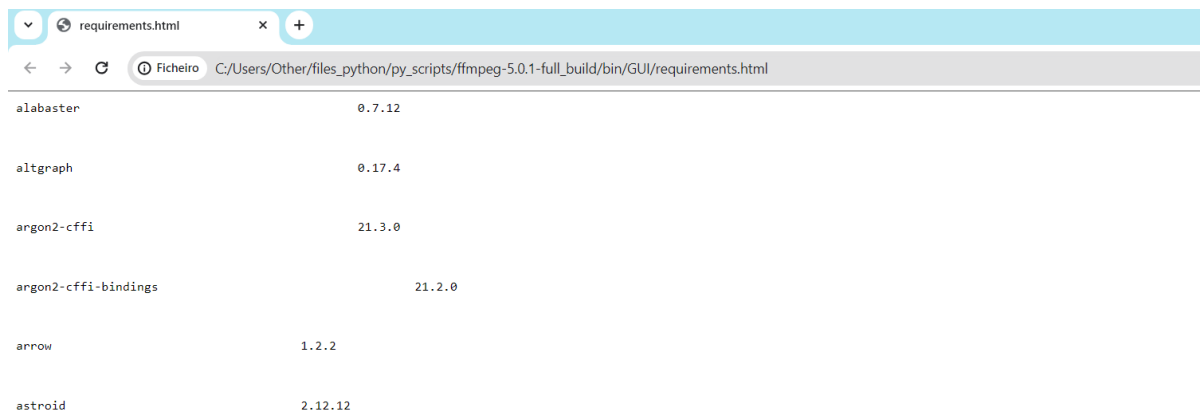 requirements.html
Ficheiro C:/Users/Other/files_python/py_scripts/ffmpeg-5.0.1-full_build/bin/GUI/requirements.html
alabaster 0.7.12
altgraph 0.17.4
argon2-cffi 21.3.0
argon2-cffi-bindings 21.2.0
arrow 1.2.2
astroid 2.12.12